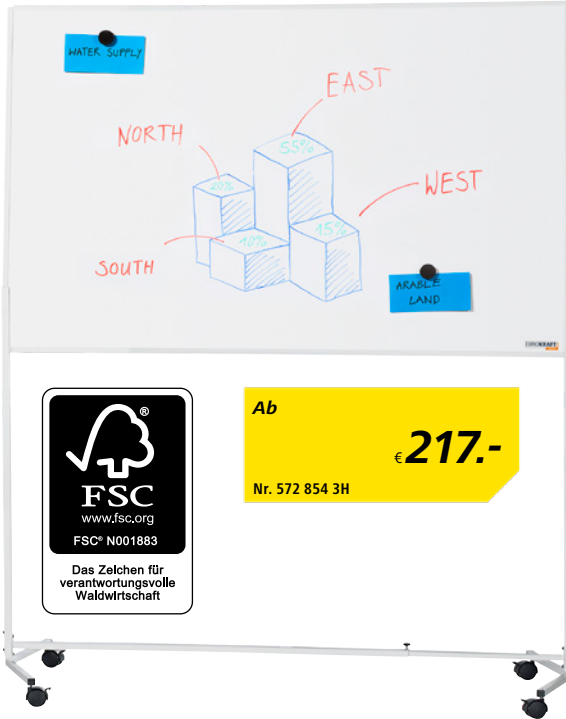 WATER SUPPLY
EAST
NORTH
55%
20%
WEST
15%
10%
SOUTH
ARABLE
LAND
EUROKRAFT
®
FSC
www.fsc.org
FSC® N001883
Das Zeichen für
verantwortungsvolle
Waldwirtschaft
Ab
€217.-
Nr. 572 854 3H